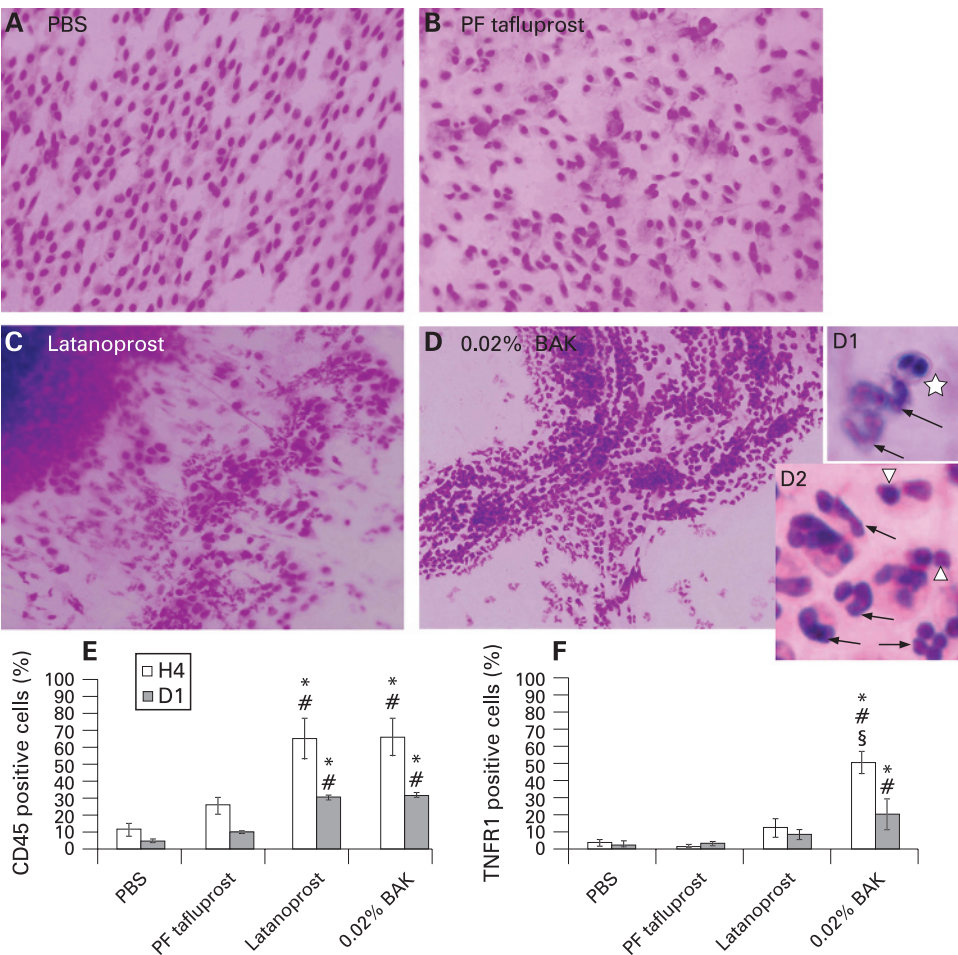 A PBS
B PF tafluprost
C Latanoprost
D 0.02% BAK
D1
D2
E
CD45 positive cells (%)
H4
D1
100
90
80
70
60
50
40
30
20
10
0
*
#
*
#
*
#
*
#
PBS
PF tafluprost
Latanoprost
0.02% BAK
F
TNFR1 positive cells (%)
100
90
80
70
60
50
40
30
20
10
0
*
#
§
*
#
PBS
PF tafluprost
Latanoprost
0.02% BAK